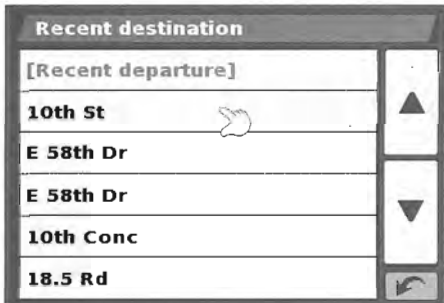 Recent destination
[Recent departure]
10th St
E 58th Dr
E 58th Dr
10th Conc
18.5 Rd